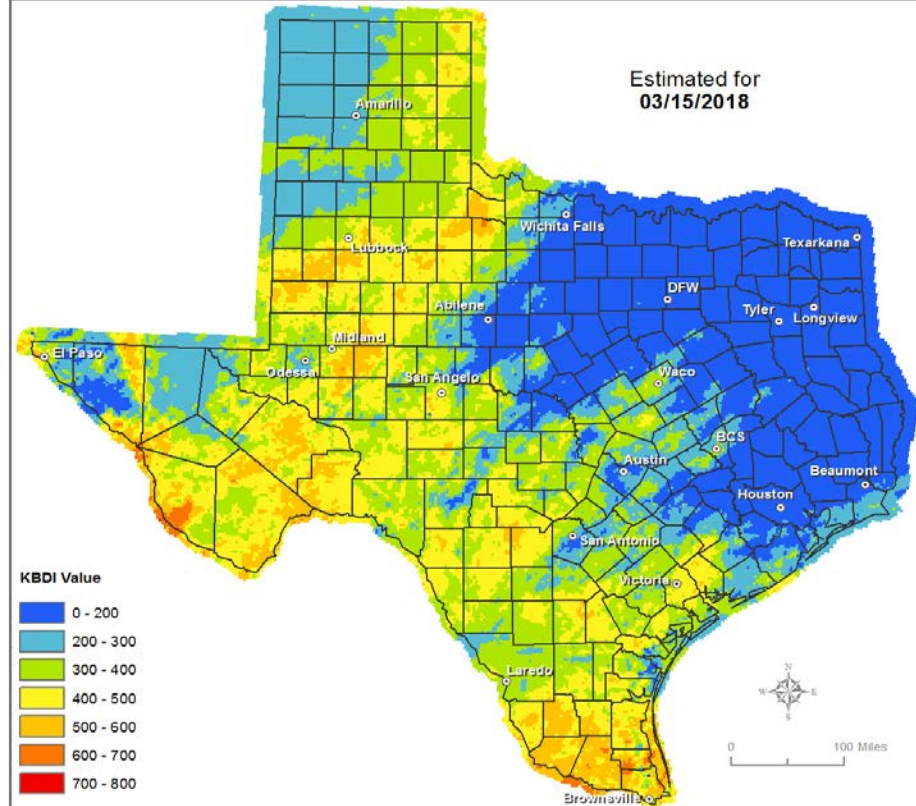 Estimated for
03/15/2018
Amarillo
Wichita Falls
Texarkana
Lubbock
DFW
Abilene
Tyler
Longview
Midland
El Paso
Odessa
Waco
San Angelo
BCS
Austin
Beaumont
Houston
San Antonio
Victoria
KBDI Value
0 - 200
200 - 300
300 - 400
400 - 500
500 - 600
600 - 700
700 - 800
Laredo
N
W E
S
0 100 Miles
Brownsville